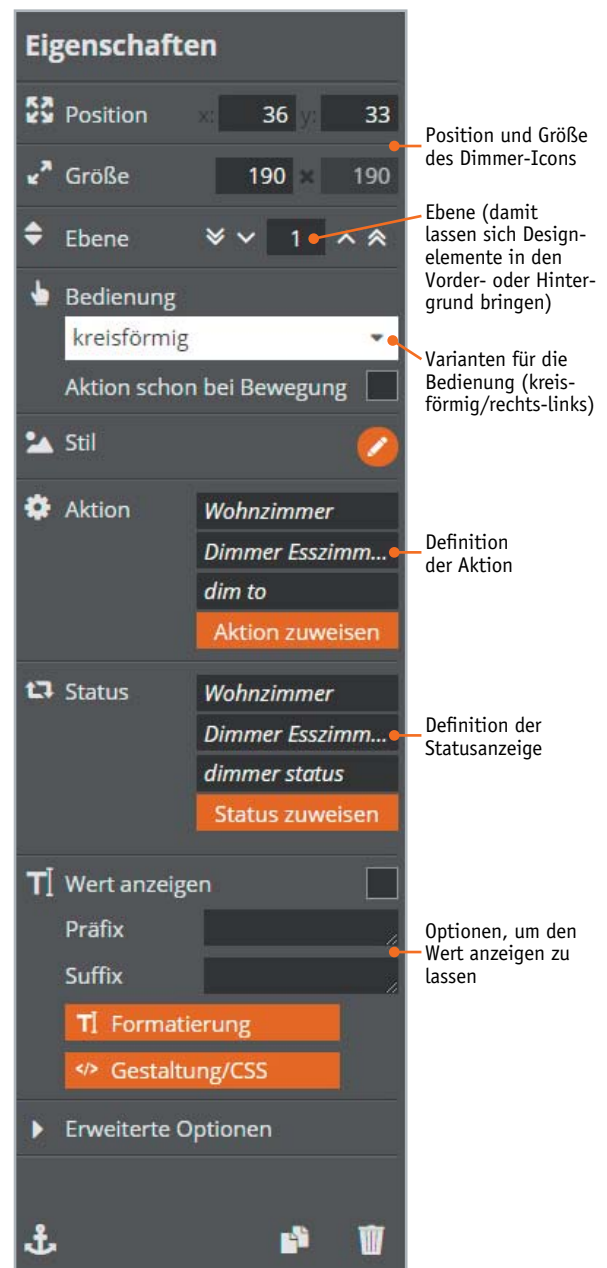 Eigenschaften
Position x: 36 y: 33
Größe 190 × 190
Ebene 1
Bedienung
kreisförmig
Aktion schon bei Bewegung
Stil
Aktion Wohnzimmer
Dimmer Esszimm...
dim to
Aktion zuweisen
Status Wohnzimmer
Dimmer Esszimm...
dimmer status
Status zuweisen
Wert anzeigen
Präfix
Suffix
Formatierung
Gestaltung/CSS
Erweiterte Optionen
Position und Größe
des Dimmer-Icons
Ebene (damit
lassen sich Design-
elemente in den
Vorder- oder Hinter-
grund bringen)
Varianten für die
Bedienung (kreis-
förmig/rechts-links)
Definition
der Aktion
Definition der
Statusanzeige
Optionen, um den
Wert anzeigen zu
lassen